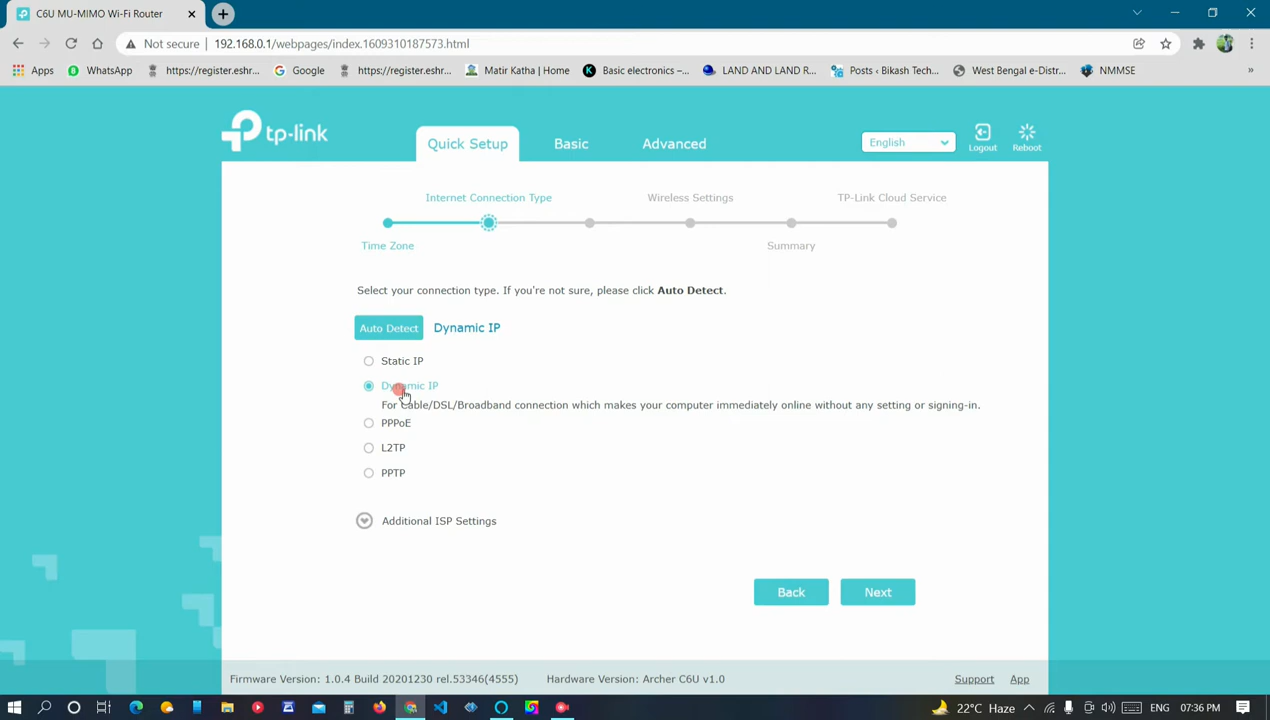 C6U MU-MIMO Wi-Fi Router
Not secure
192.168.0.1/webpages/index.1609310187573.html
Apps
WhatsApp
https://register.eshr...
Google
https://register.eshr...
Matir Katha | Home
Basic electronics –...
LAND AND LAND R...
Posts ‹ Bikash Tech...
West Bengal e-Distr...
NMMSE
»
tp-link
Quick Setup
Basic
Advanced
English
Logout
Reboot
Internet Connection Type
Wireless Settings
TP-Link Cloud Service
Time Zone
Summary
Select your connection type. If you're not sure, please click Auto Detect.
Auto Detect
Dynamic IP
Static IP
Dynamic IP
For Cable/DSL/Broadband connection which makes your computer immediately online without any setting or signing-in.
PPPoE
L2TP
PPTP
Additional ISP Settings
Back
Next
Firmware Version: 1.0.4 Build 20201230 rel.53346(4555)
Hardware Version: Archer C6U v1.0
Support
App
22°C Haze
ENG
07:36 PM